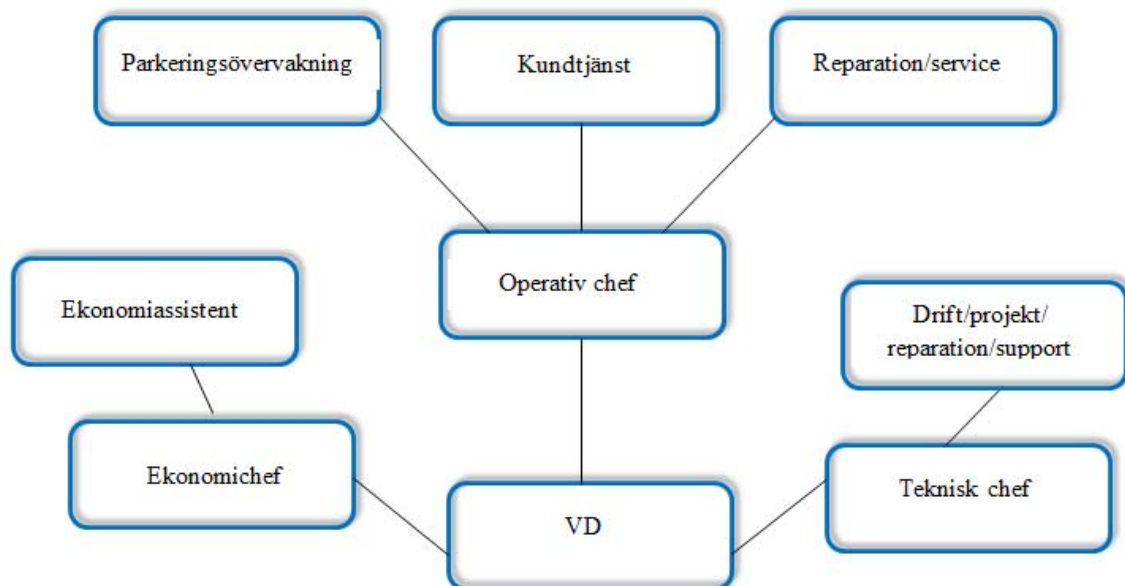 Parkeringsövervakning
Kundtjänst
Reparation/service
Operativ chef
Ekonomiassistent
Drift/projekt/
reparation/support
Ekonomichef
Teknisk chef
VD